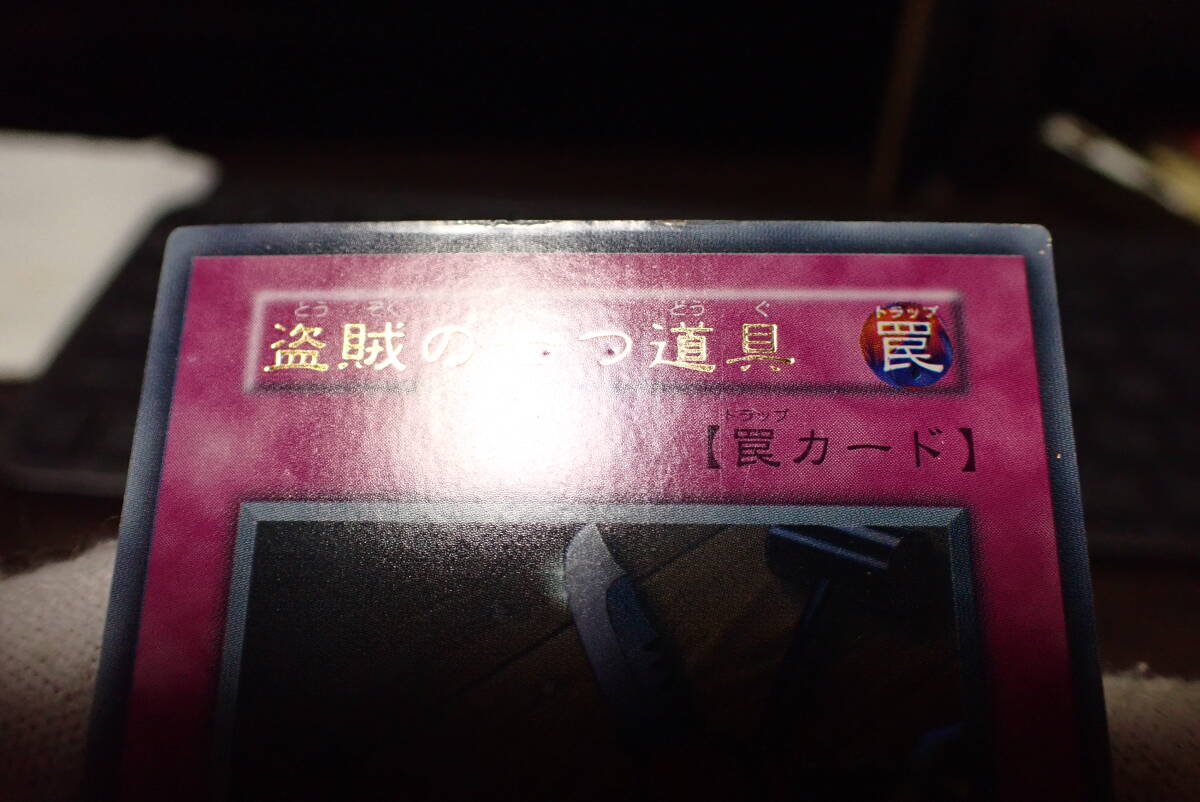 とう ぞく どう ぐ トラップ
盗賊の つ道具 罠
トラップ
【罠カード】